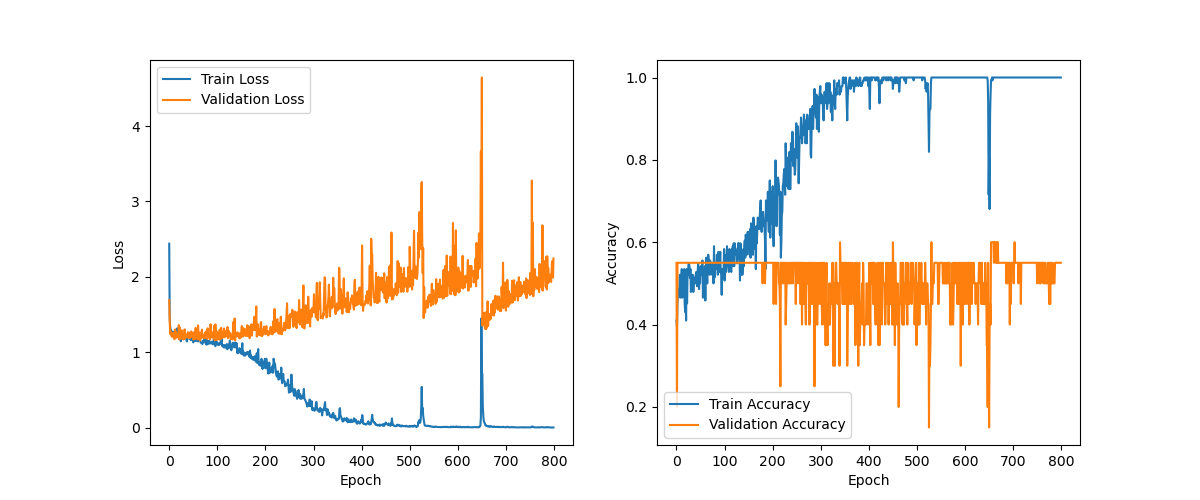 Train Loss
Validation Loss
4
3
2
1
0
Loss
0 100 200 300 400 500 600 700 800
Epoch
1.0
0.8
0.6
0.4
0.2
Accuracy
Train Accuracy
Validation Accuracy
0 100 200 300 400 500 600 700 800
Epoch